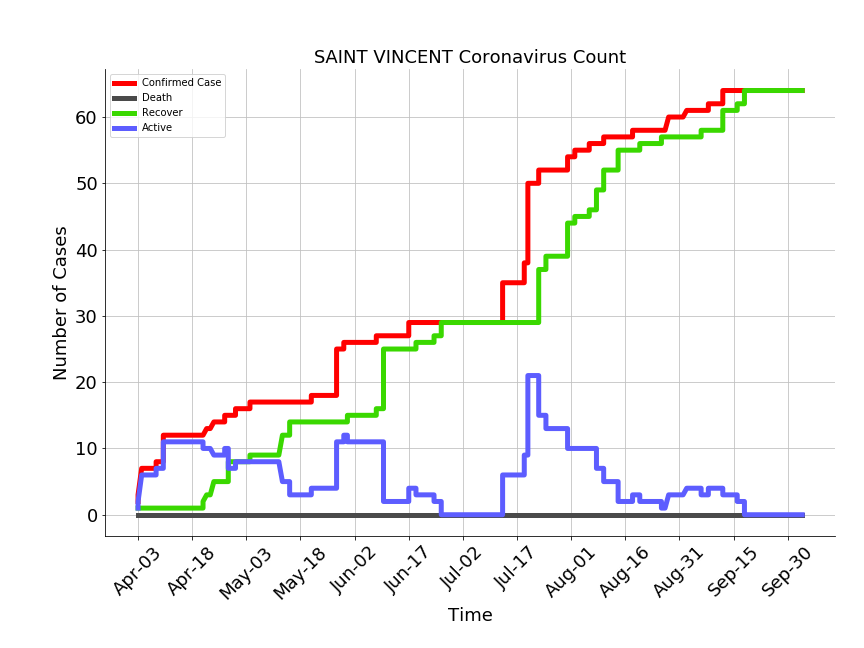 SAINT VINCENT Coronavirus Count
Confirmed Case
Death
Recover
Active
Number of Cases
60
50
40
30
20
10
0
Apr-03
Apr-18
May-03
May-18
Jun-02
Jun-17
Jul-02
Jul-17
Aug-01
Aug-16
Aug-31
Sep-15
Sep-30
Time